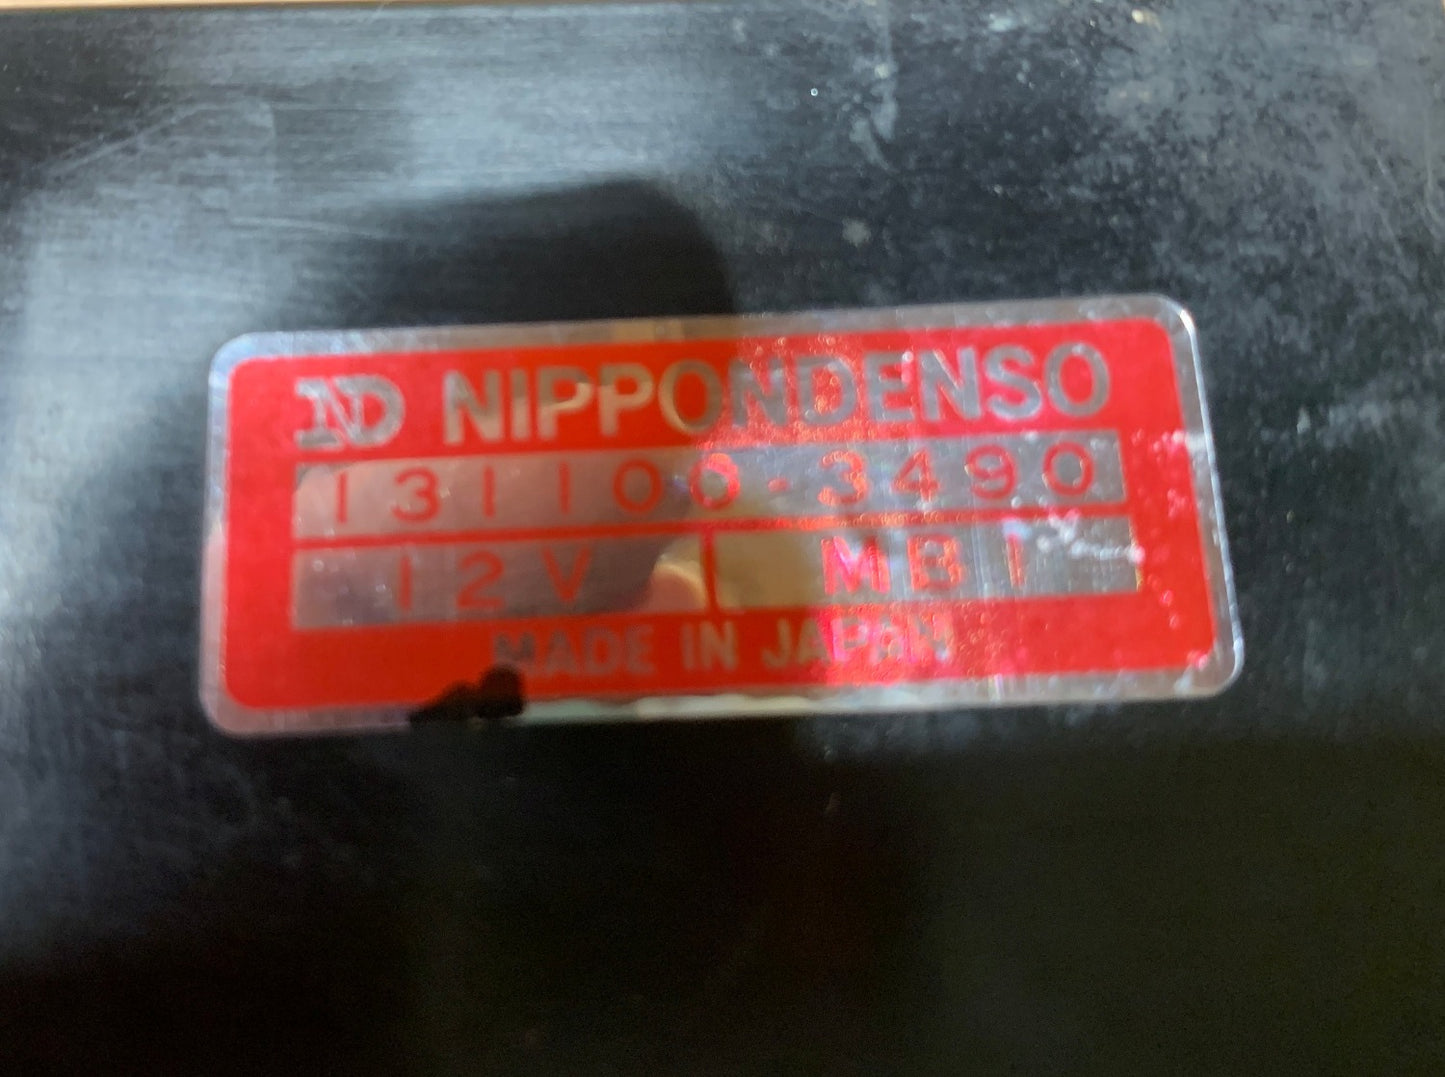 ND NIPPONDENSO
131100-3490
12V MB1
MADE IN JAPAN